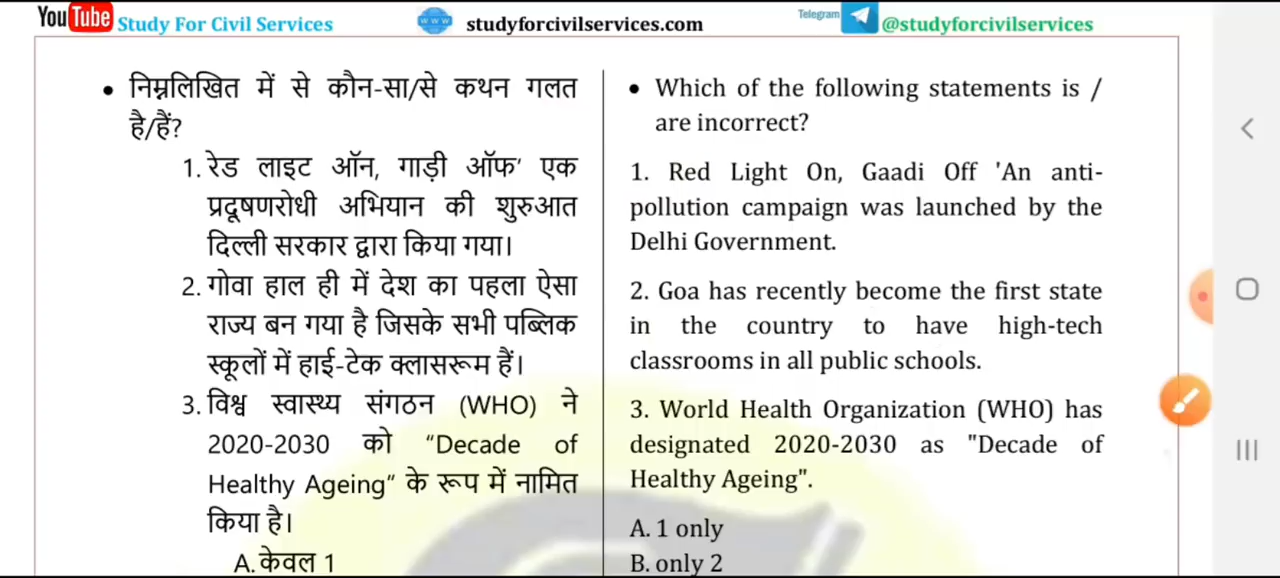 YouTube Study For Civil Services
www studyforcivilservices.com
Telegram @studyforcivilservices
• निम्नलिखित में से कौन-सा/से कथन गलत
है/हैं?
1. रेड लाइट ऑन, गाड़ी ऑफ' एक
प्रदूषणरोधी अभियान की शुरुआत
दिल्ली सरकार द्वारा किया गया।
2. गोवा हाल ही में देश का पहला ऐसा
राज्य बन गया है जिसके सभी पब्लिक
स्कूलों में हाई-टेक क्लासरूम हैं।
3. विश्व स्वास्थ्य संगठन (WHO) ने
2020-2030 को "Decade of
Healthy Ageing" के रूप में नामित
किया है।
A. केवल 1
• Which of the following statements is /
are incorrect?
1. Red Light On, Gaadi Off 'An anti-
pollution campaign was launched by the
Delhi Government.
2. Goa has recently become the first state
in the country to have high-tech
classrooms in all public schools.
3. World Health Organization (WHO) has
designated 2020-2030 as "Decade of
Healthy Ageing".
A. 1 only
B. only 2